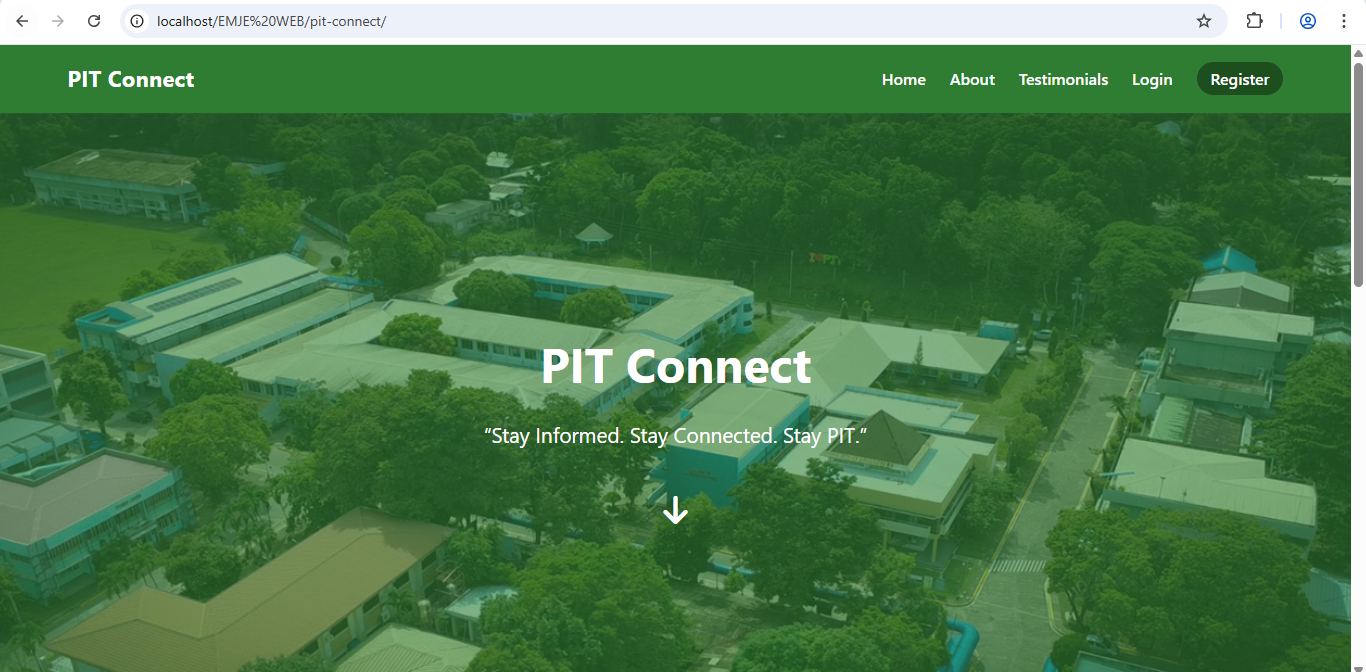 localhost/EMJE%20WEB/pit-connect/
PIT Connect
Home About Testimonials Login Register
PIT Connect
“Stay Informed. Stay Connected. Stay PIT.”